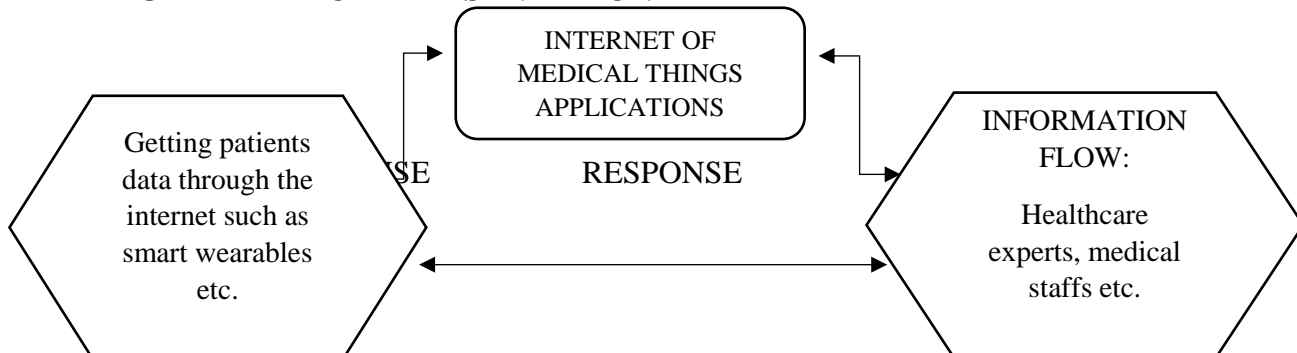 INTERNET OF
MEDICAL THINGS
APPLICATIONS
Getting patients
data through the
internet such as
smart wearables
etc.
RESPONSE
INFORMATION
FLOW:
Healthcare
experts, medical
staffs etc.